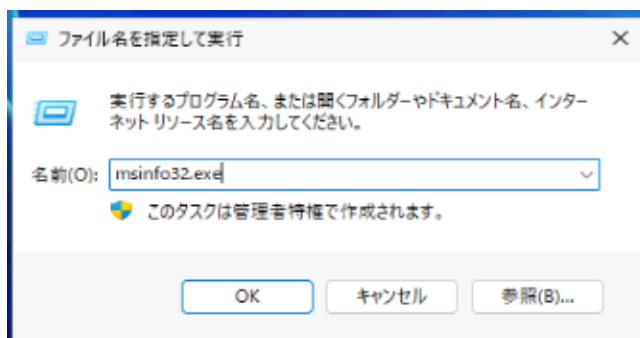 ファイル名を指定して実行
実行するプログラム名、または開くフォルダーやドキュメント名、インター
ネット リソース名を入力してください。
名前(O): msinfo32.exe
このタスクは管理者特権で作成されます。
OK キャンセル 参照(B)...